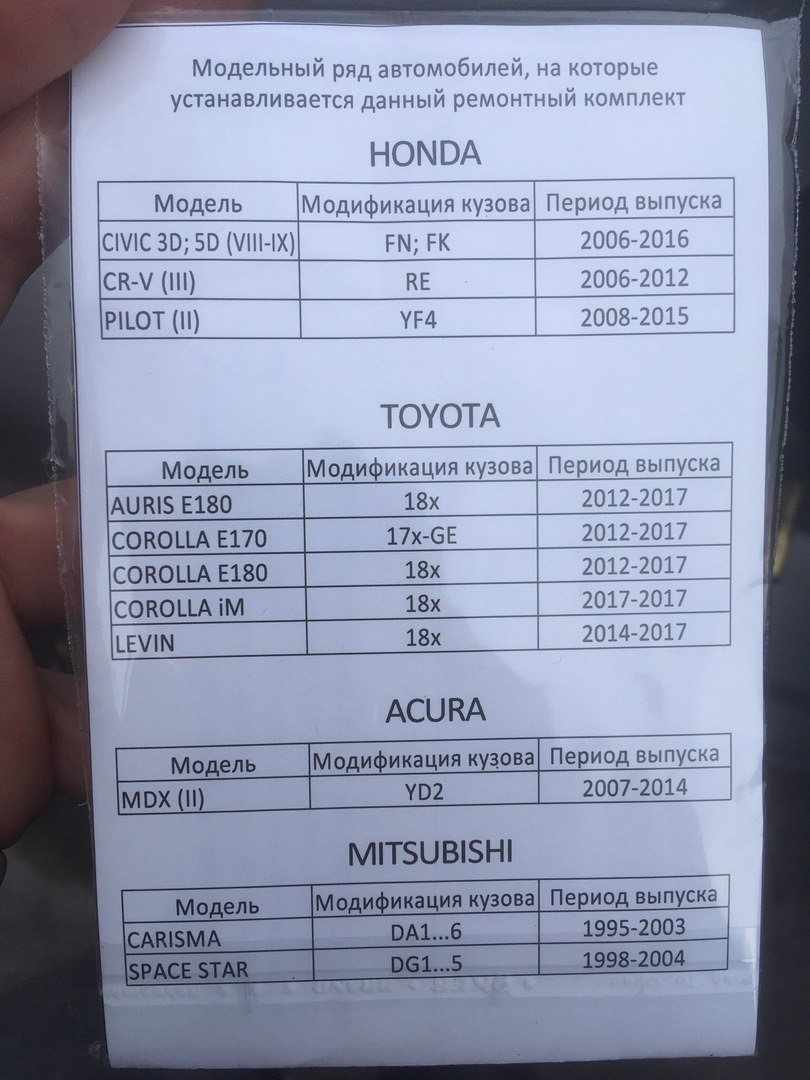 Модельный ряд автомобилей, на которые
устанавливается данный ремонтный комплект
HONDA
Модель Модификация кузова Период выпуска
CIVIC 3D; 5D (VIII-IX) FN; FK 2006-2016
CR-V (III) RE 2006-2012
PILOT (II) YF4 2008-2015
TOYOTA
Модель Модификация кузова Период выпуска
AURIS E180 18x 2012-2017
COROLLA E170 17x-GE 2012-2017
COROLLA E180 18x 2012-2017
COROLLA iM 18x 2017-2017
LEVIN 18x 2014-2017
ACURA
Модель Модификация кузова Период выпуска
MDX (II) YD2 2007-2014
MITSUBISHI
Модель Модификация кузова Период выпуска
CARISMA DA1...6 1995-2003
SPACE STAR DG1...5 1998-2004